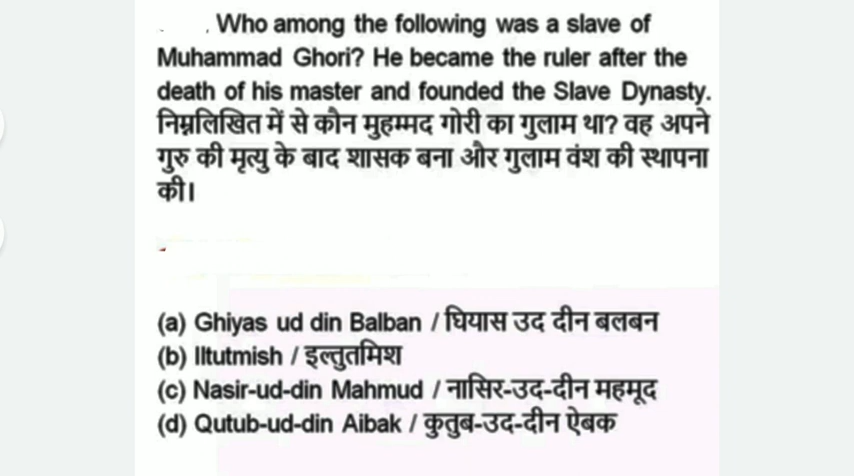 . Who among the following was a slave of
Muhammad Ghori? He became the ruler after the
death of his master and founded the Slave Dynasty.
निम्नलिखित में से कौन मुहम्मद गोरी का गुलाम था? वह अपने
गुरु की मृत्यु के बाद शासक बना और गुलाम वंश की स्थापना
की।
(a) Ghiyas ud din Balban / घियास उद दीन बलबन
(b) Iltutmish / इल्तुतमिश
(c) Nasir-ud-din Mahmud / नासिर-उद-दीन महमूद
(d) Qutub-ud-din Aibak / कुतुब-उद-दीन ऐबक